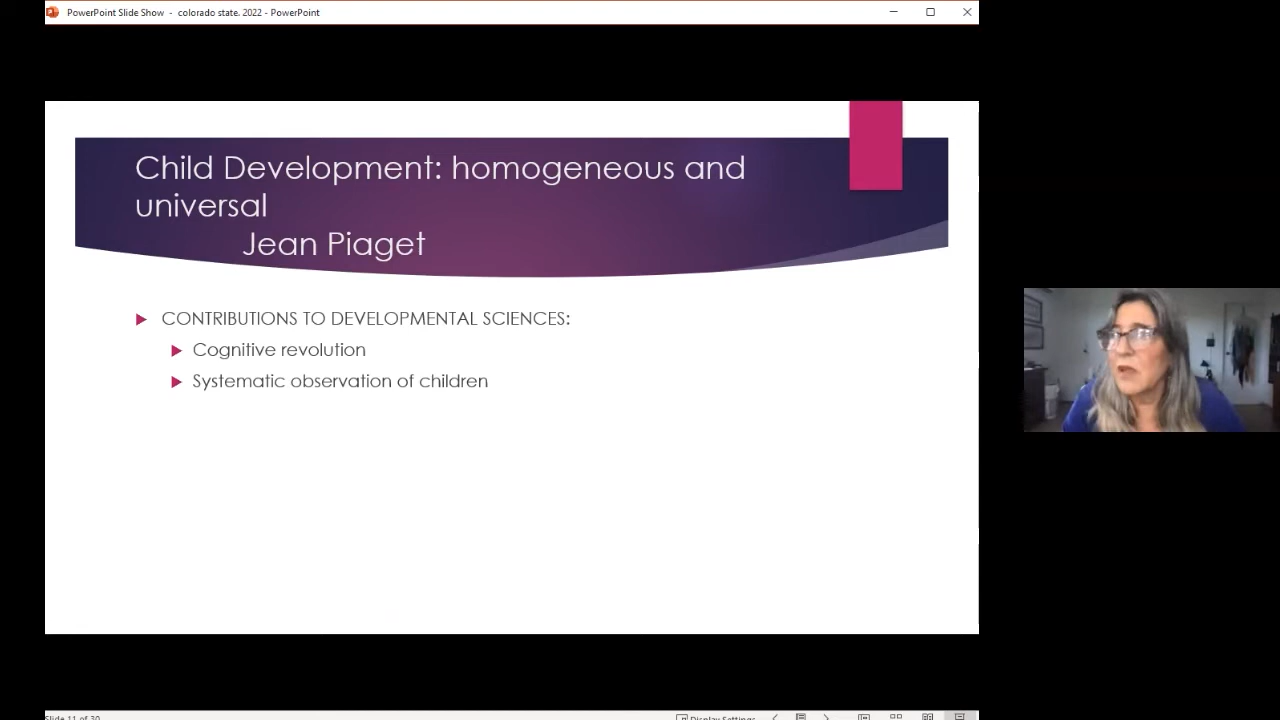 PowerPoint Slide Show - colorado state. 2022 - PowerPoint
Child Development: homogeneous and
universal
Jean Piaget
CONTRIBUTIONS TO DEVELOPMENTAL SCIENCES:
Cognitive revolution
Systematic observation of children
Slide 11 of 30
Display Settings